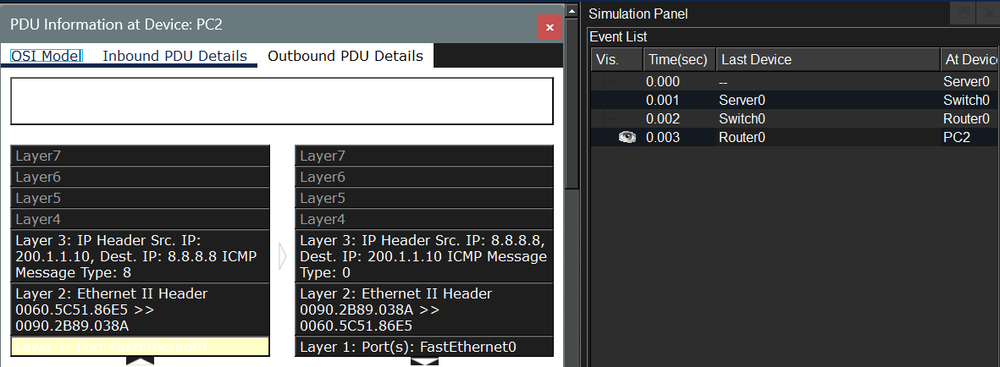 PDU Information at Device: PC2
x
OSI Model Inbound PDU Details Outbound PDU Details
Layer7
Layer6
Layer5
Layer4
Layer 3: IP Header Src. IP:
200.1.1.10, Dest. IP: 8.8.8.8 ICMP
Message Type: 8
Layer 2: Ethernet II Header
0060.5C51.86E5 >>
0090.2B89.038A
Layer 1: Port FastEthernet0
Layer7
Layer6
Layer5
Layer4
Layer 3: IP Header Src. IP: 8.8.8.8,
Dest. IP: 200.1.1.10 ICMP Message
Type: 0
Layer 2: Ethernet II Header
0090.2B89.038A >>
0060.5C51.86E5
Layer 1: Port(s): FastEthernet0
Simulation Panel
Event List
Vis. Time(sec) Last Device At Devic
0.000 -- Server0
0.001 Server0 Switch0
0.002 Switch0 Router0
0.003 Router0 PC2